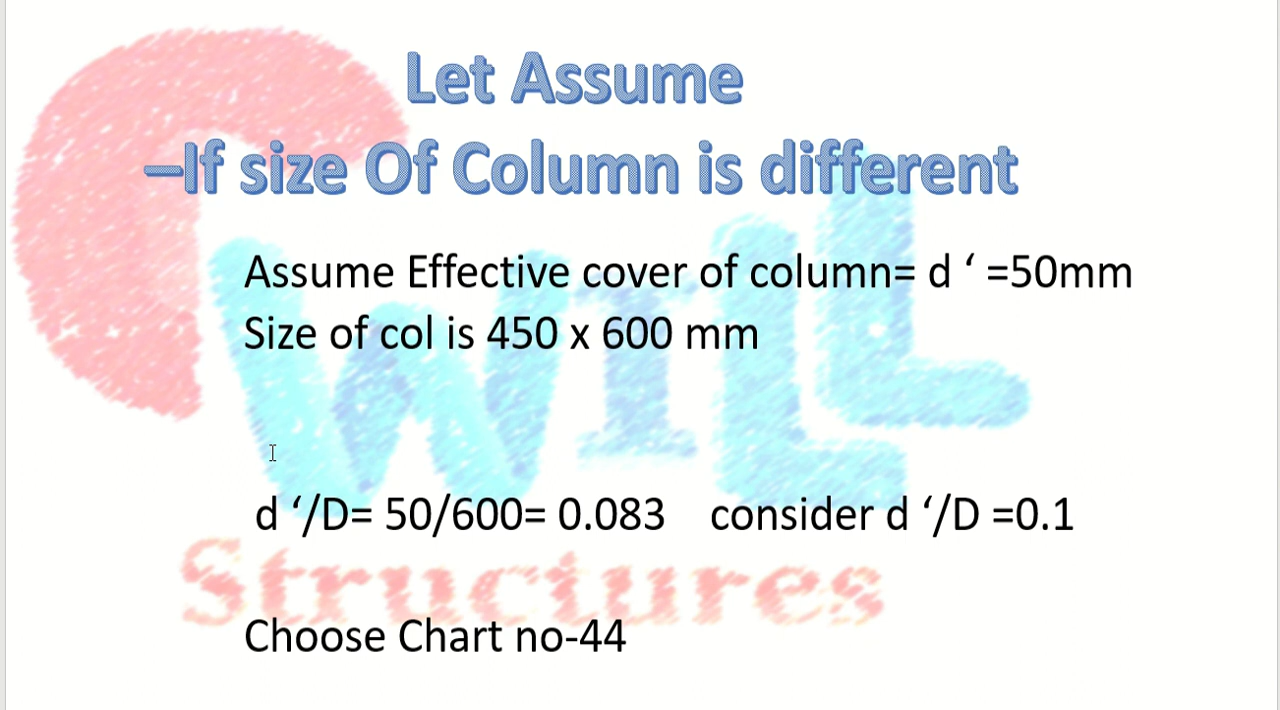 Let Assume
–If size Of Column is different
Assume Effective cover of column= d ‘ =50mm
Size of col is 450 x 600 mm
d ‘/D= 50/600= 0.083 consider d ‘/D =0.1
Choose Chart no-44
CWILL
Structures